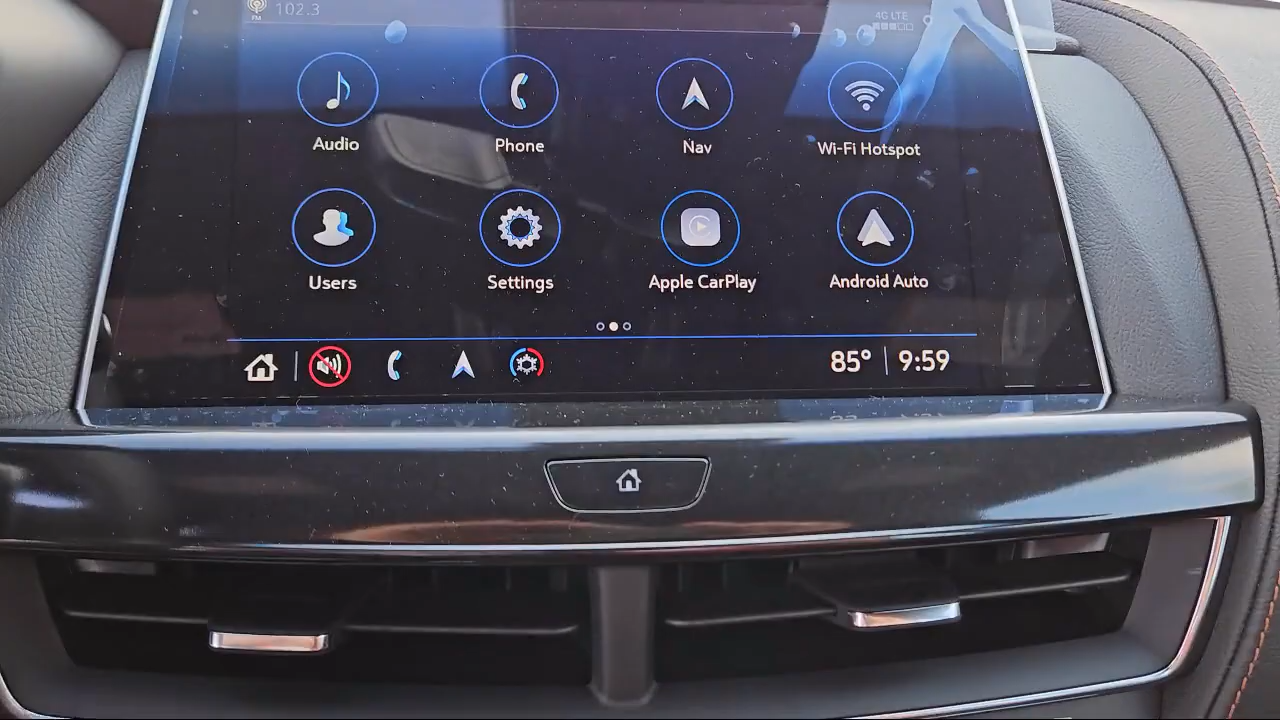 FM 102.3
4G LTE
Audio Phone Nav Wi-Fi Hotspot
Users Settings Apple CarPlay Android Auto
85° 9:59